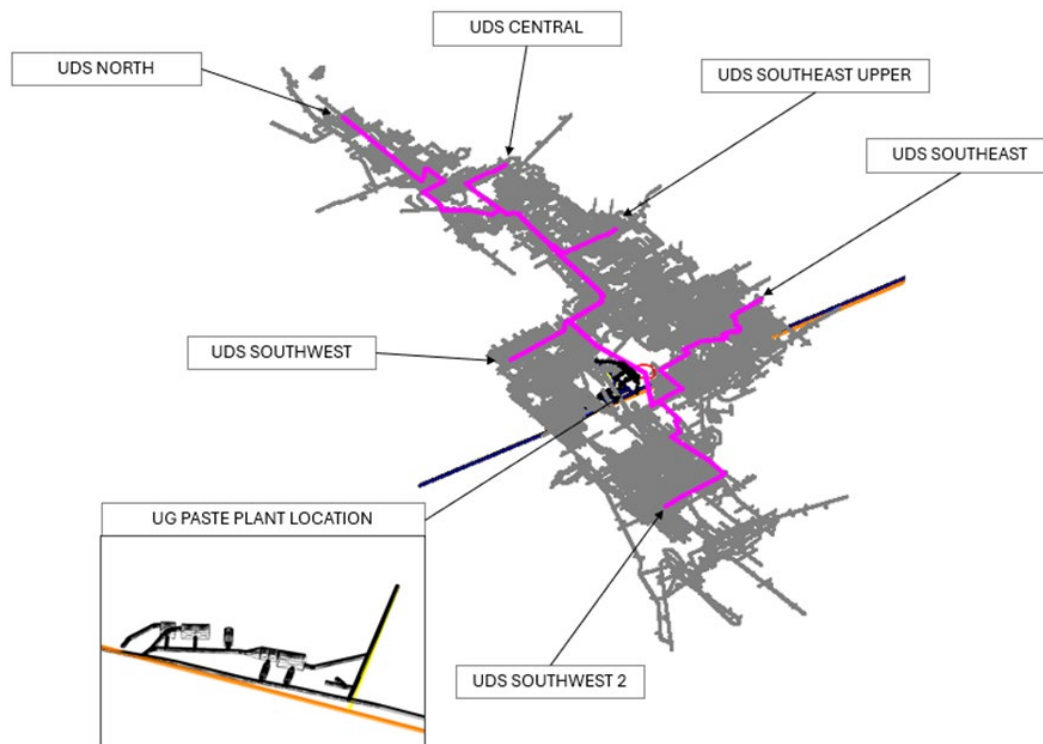 UDS CENTRAL
UDS NORTH
UDS SOUTHEAST UPPER
UDS SOUTHEAST
UDS SOUTHWEST
UG PASTE PLANT LOCATION
UDS SOUTHWEST 2